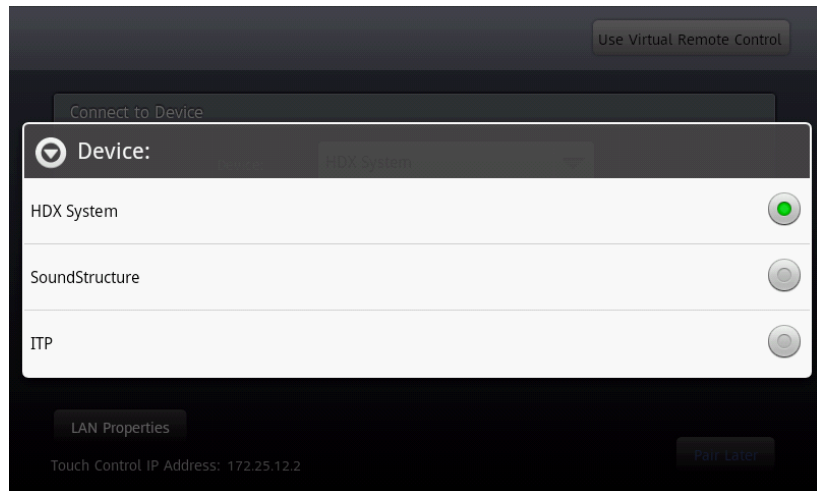 Use Virtual Remote Control
Connect to Device
Device:
HDX System
HDX System
SoundStructure
ITP
LAN Properties
Touch Control IP Address: 172.25.12.2
Pair Later